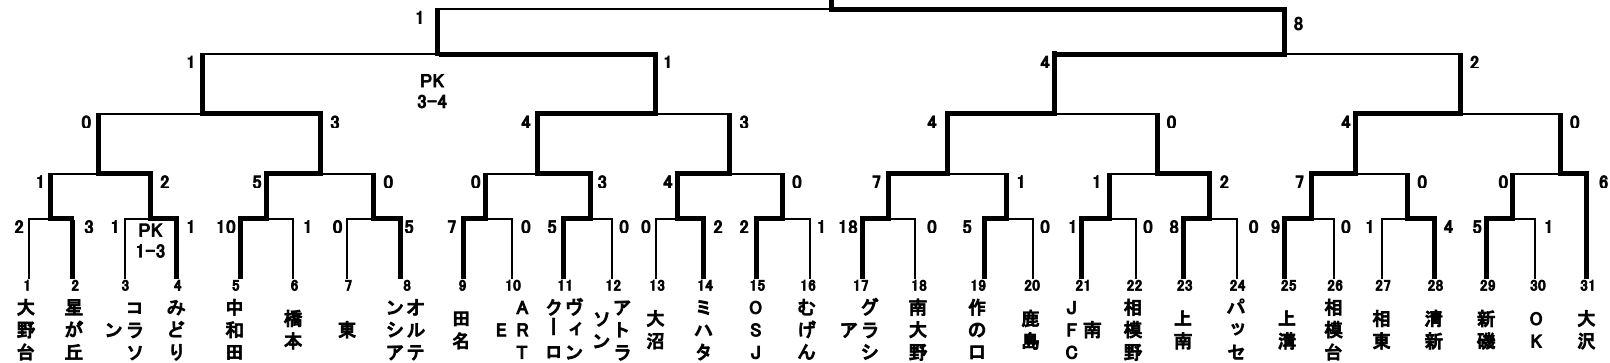 1 8
1 1 4 2
PK
3-4
0 3 4 3 4 0 4 0
1 2 5 0 0 3 4 0 7 1 1 2 7 0 0 6
2 3 1 PK 1 10 1 0 5 7 0 5 0 0 2 2 1 18 0 5 0 1 0 8 0 9 0 1 4 5 1
1-3
1 2 3 4 5 6 7 8 9 10 11 12 13 14 15 16 17 18 19 20 21 22 23 24 25 26 27 28 29 30 31
大野台
星が丘
コラソン
みどり
中和田
橋本
東
オルテンシア
田名
ARTE
ヴィンクーロ
アトラソン
大沼
ミハタ
OSJ
むげん
グラシア
南大野
作の口
鹿島
南JFC
相模野
上南
パッセ
上溝
相模台
相東
清新
新磯
OK
大沢